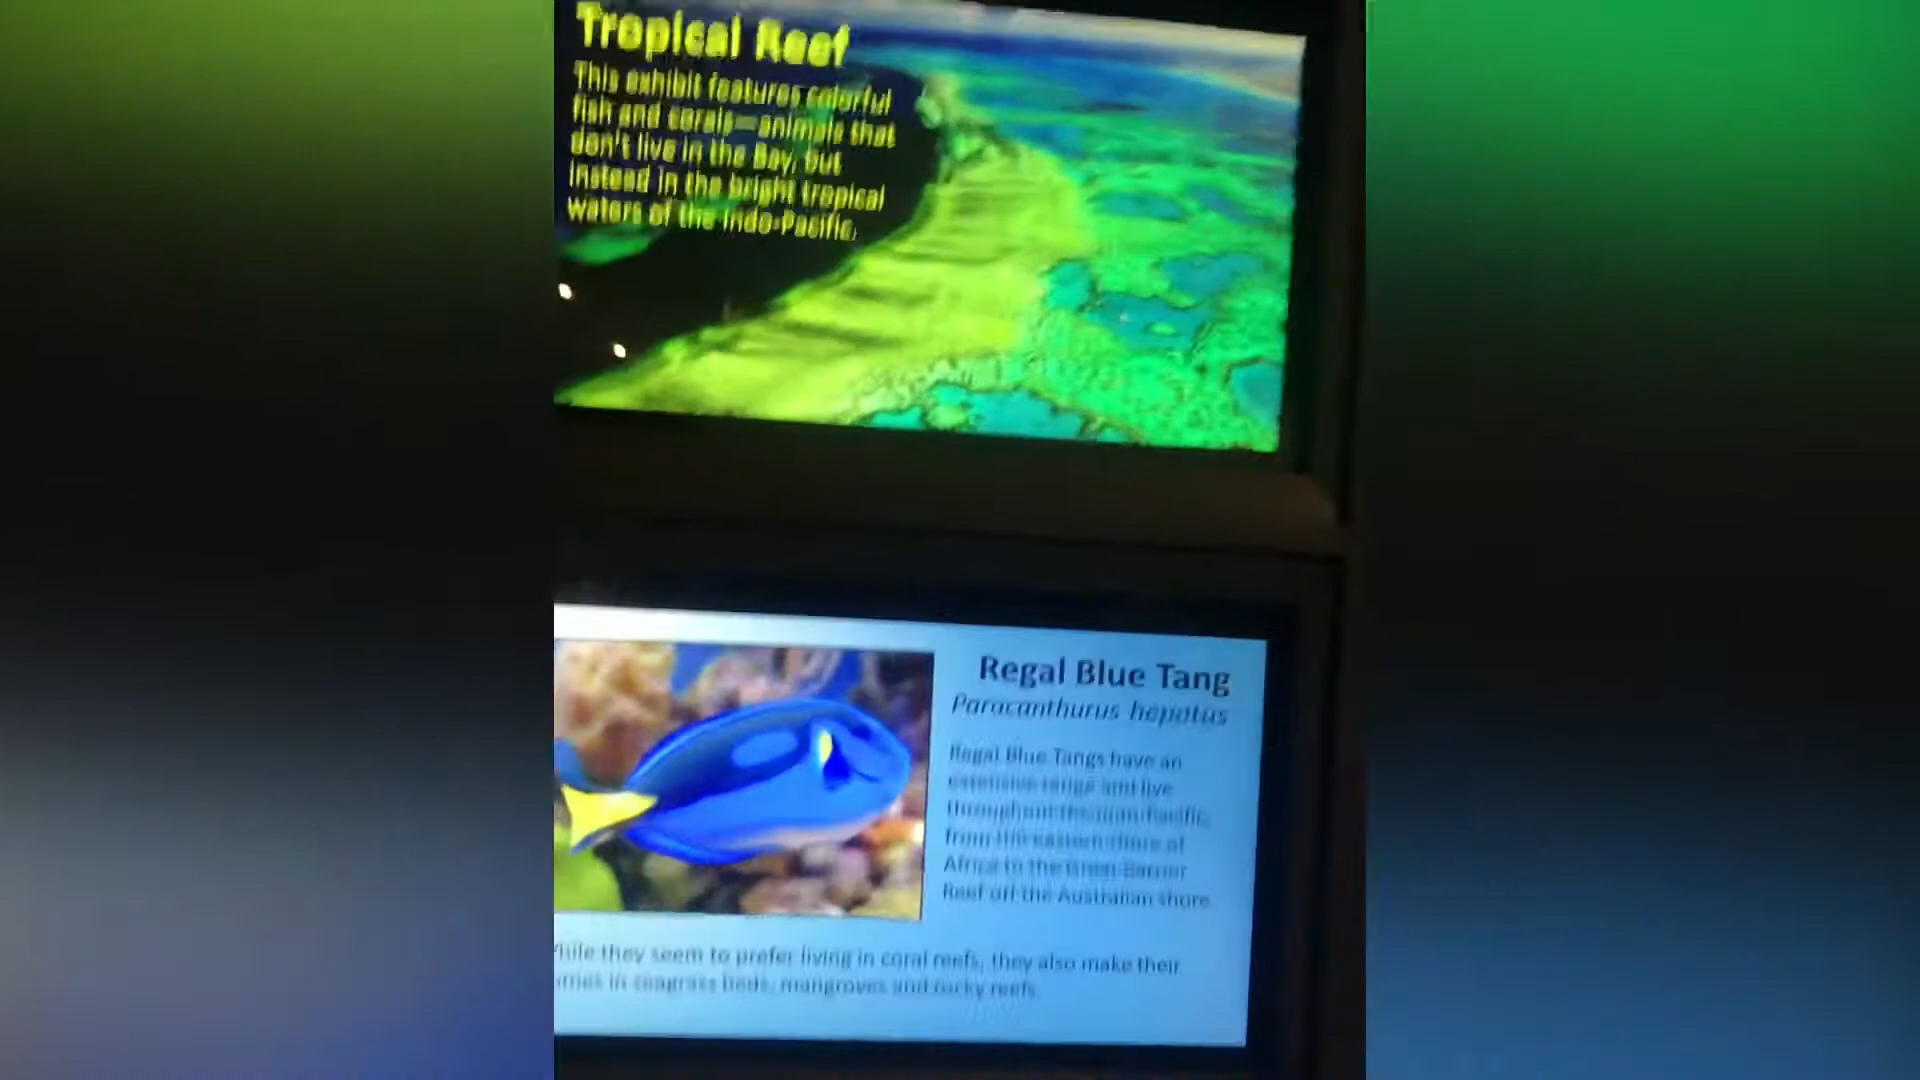 Tropical Reef
This exhibit features colorful
fish and corals—animals that
don't live in the Bay, but
instead in the bright tropical
waters of the Indo-Pacific.
Regal Blue Tang
Paracanthurus hepatus
Regal Blue Tangs have an
extensive range and live
throughout the Indo-Pacific,
from the eastern shore of
Africa to the Great Barrier
Reef off the Australian shore.
they seem to prefer living in coral reefs, they also make their
in seagrass beds, mangroves and rocky reefs.